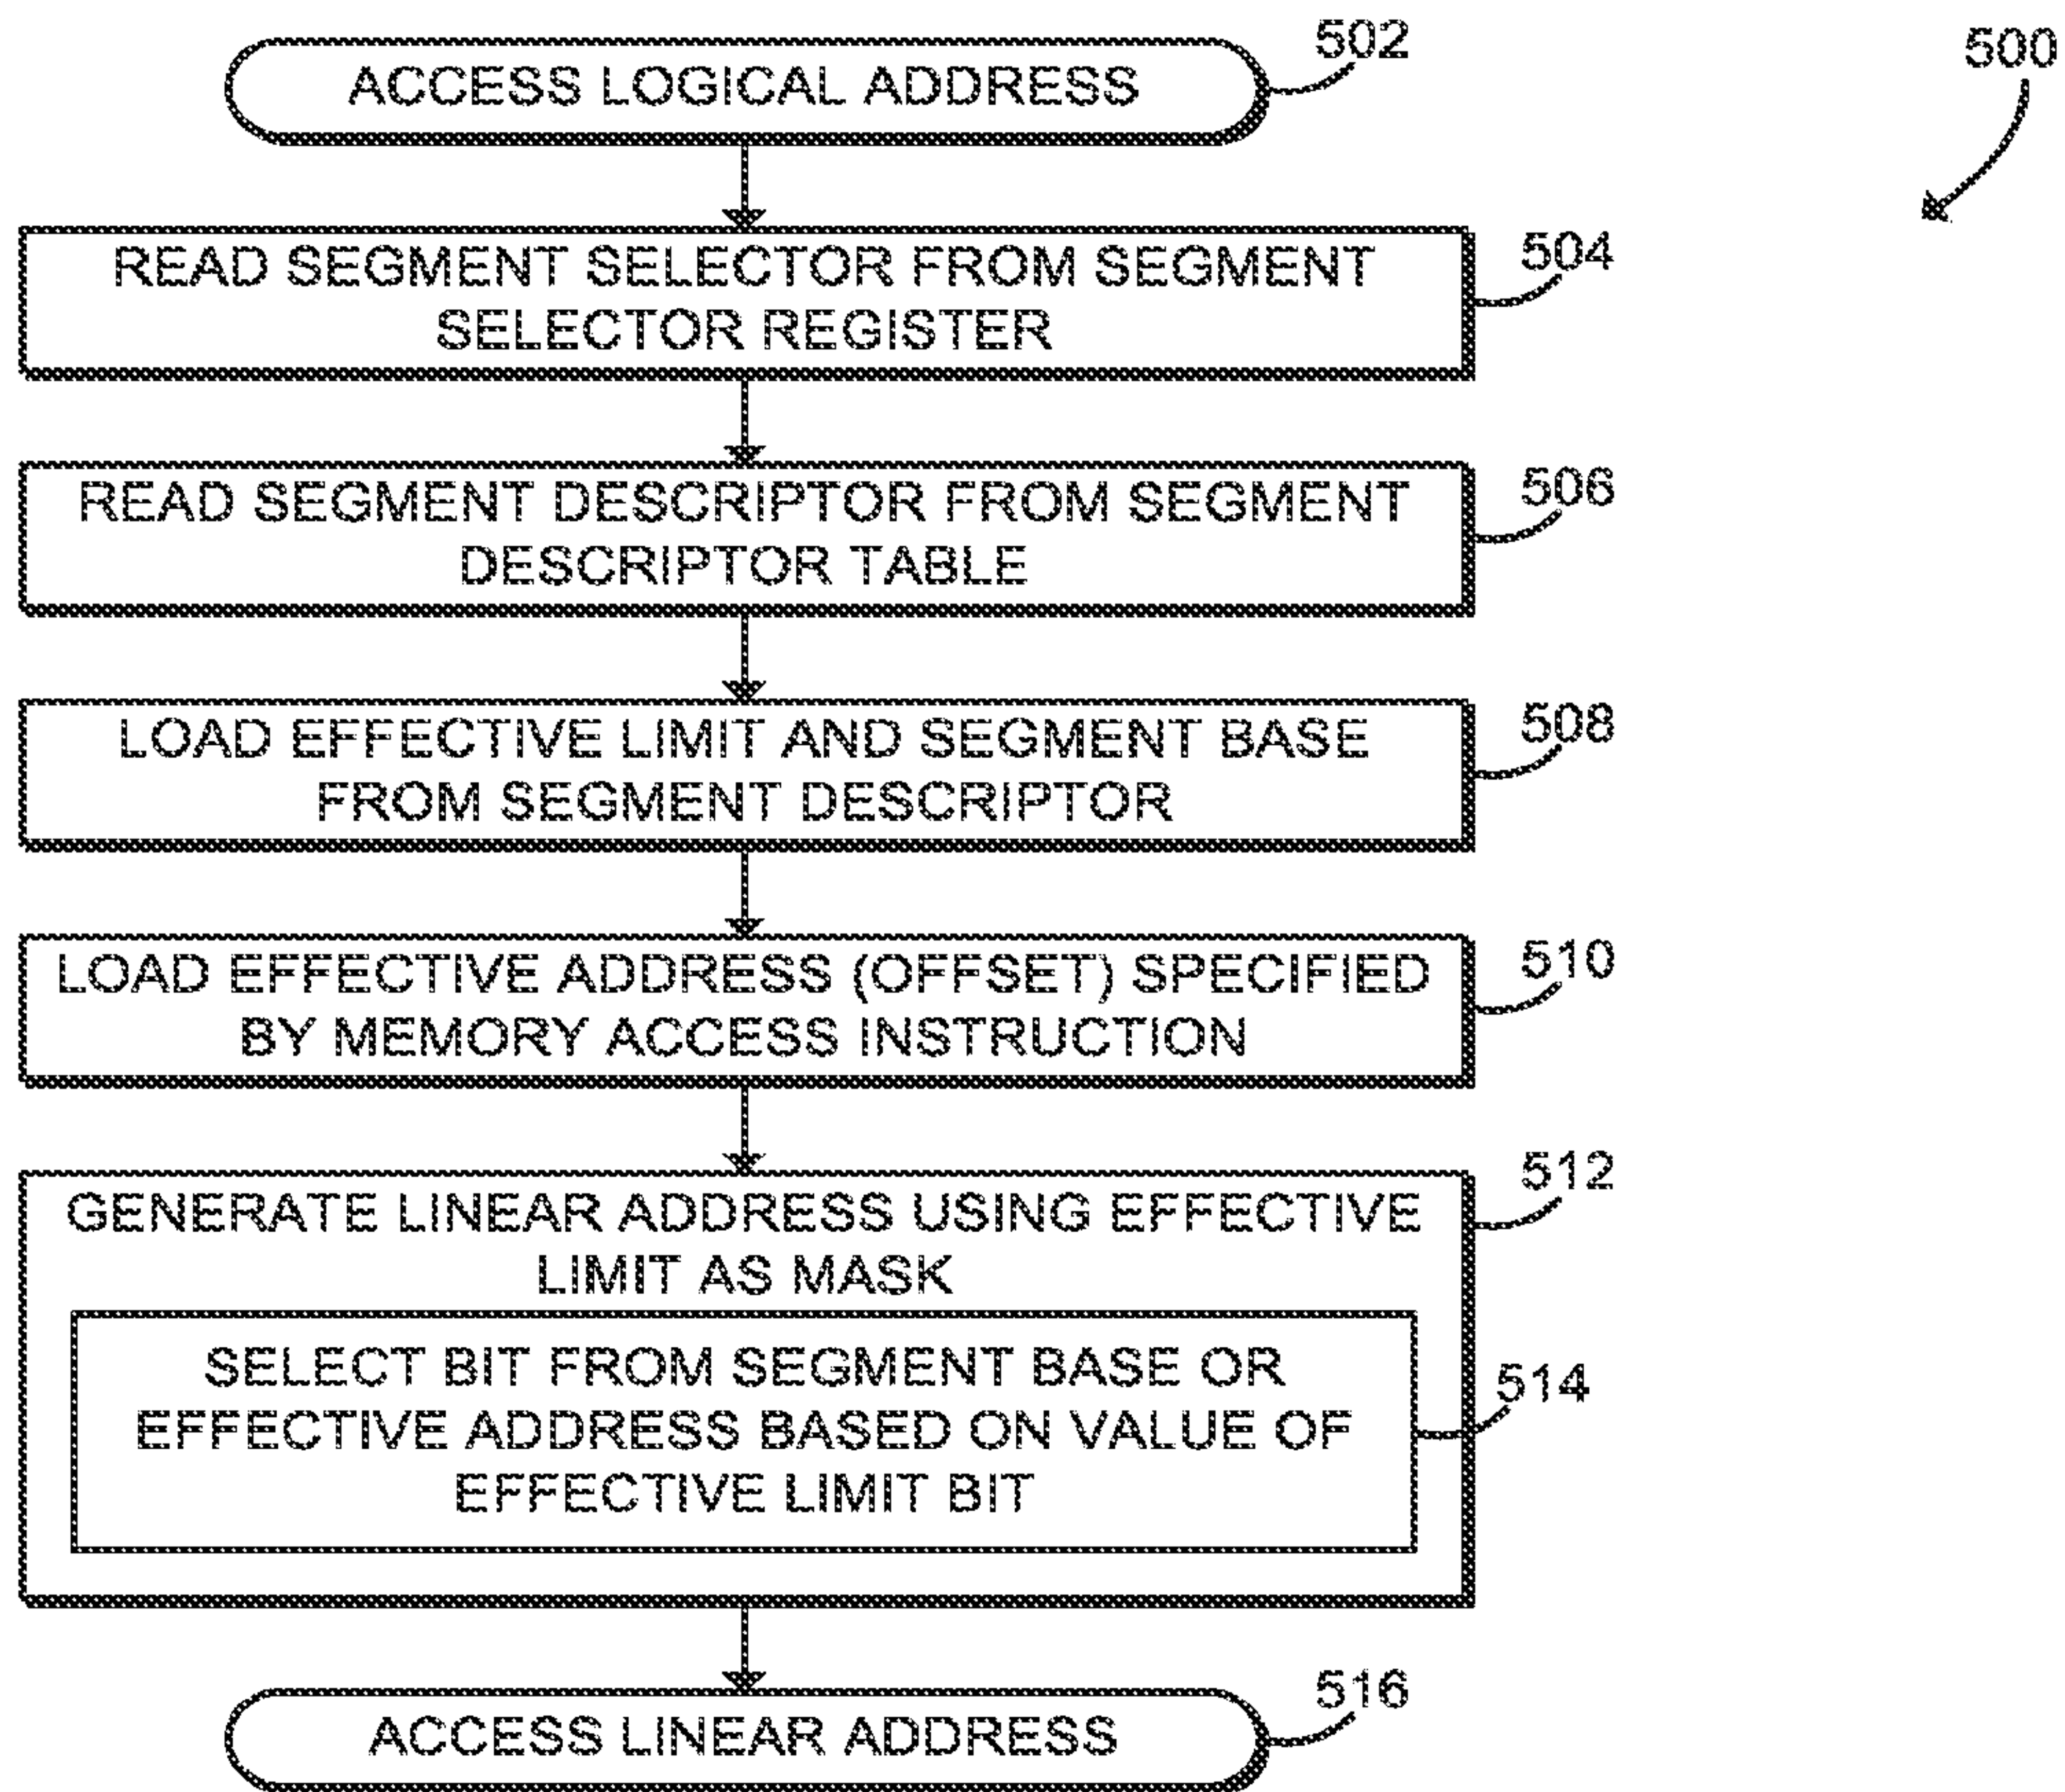 502
500
ACCESS LOGICAL ADDRESS
504
READ SEGMENT SELECTOR FROM SEGMENT
SELECTOR REGISTER
506
READ SEGMENT DESCRIPTOR FROM SEGMENT
DESCRIPTOR TABLE
508
LOAD EFFECTIVE LIMIT AND SEGMENT BASE
FROM SEGMENT DESCRIPTOR
510
LOAD EFFECTIVE ADDRESS (OFFSET) SPECIFIED
BY MEMORY ACCESS INSTRUCTION
512
GENERATE LINEAR ADDRESS USING EFFECTIVE
LIMIT AS MASK
514
SELECT BIT FROM SEGMENT BASE OR
EFFECTIVE ADDRESS BASED ON VALUE OF
EFFECTIVE LIMIT BIT
516
ACCESS LINEAR ADDRESS